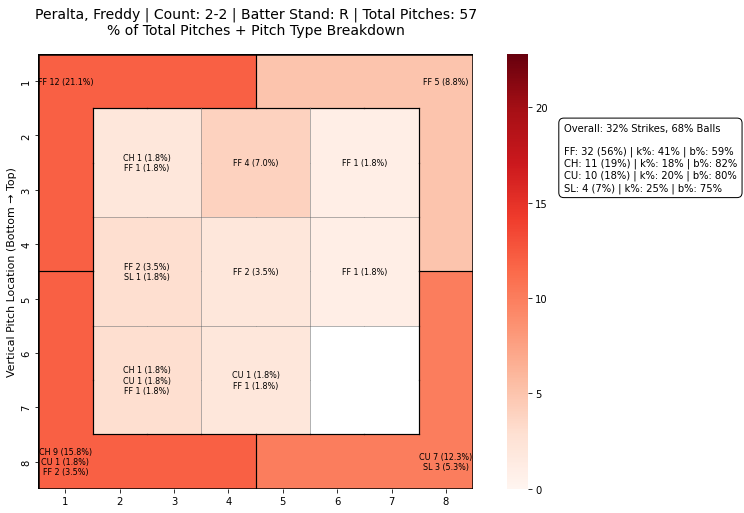 Peralta, Freddy | Count: 2-2 | Batter Stand: R | Total Pitches: 57
% of Total Pitches + Pitch Type Breakdown
Vertical Pitch Location (Bottom → Top)
1
2
3
4
5
6
7
8
FF 12 (21.1%)
FF 5 (8.8%)
CH 1 (1.8%)
FF 1 (1.8%)
FF 4 (7.0%)
FF 1 (1.8%)
FF 2 (3.5%)
SL 1 (1.8%)
FF 2 (3.5%)
FF 1 (1.8%)
CH 1 (1.8%)
CU 1 (1.8%)
FF 1 (1.8%)
CU 1 (1.8%)
FF 1 (1.8%)
CH 9 (15.8%)
CU 1 (1.8%)
FF 2 (3.5%)
CU 7 (12.3%)
SL 3 (5.3%)
1
2
3
4
5
6
7
8
20
15
10
5
0
Overall: 32% Strikes, 68% Balls
FF: 32 (56%) | k%: 41% | b%: 59%
CH: 11 (19%) | k%: 18% | b%: 82%
CU: 10 (18%) | k%: 20% | b%: 80%
SL: 4 (7%) | k%: 25% | b%: 75%